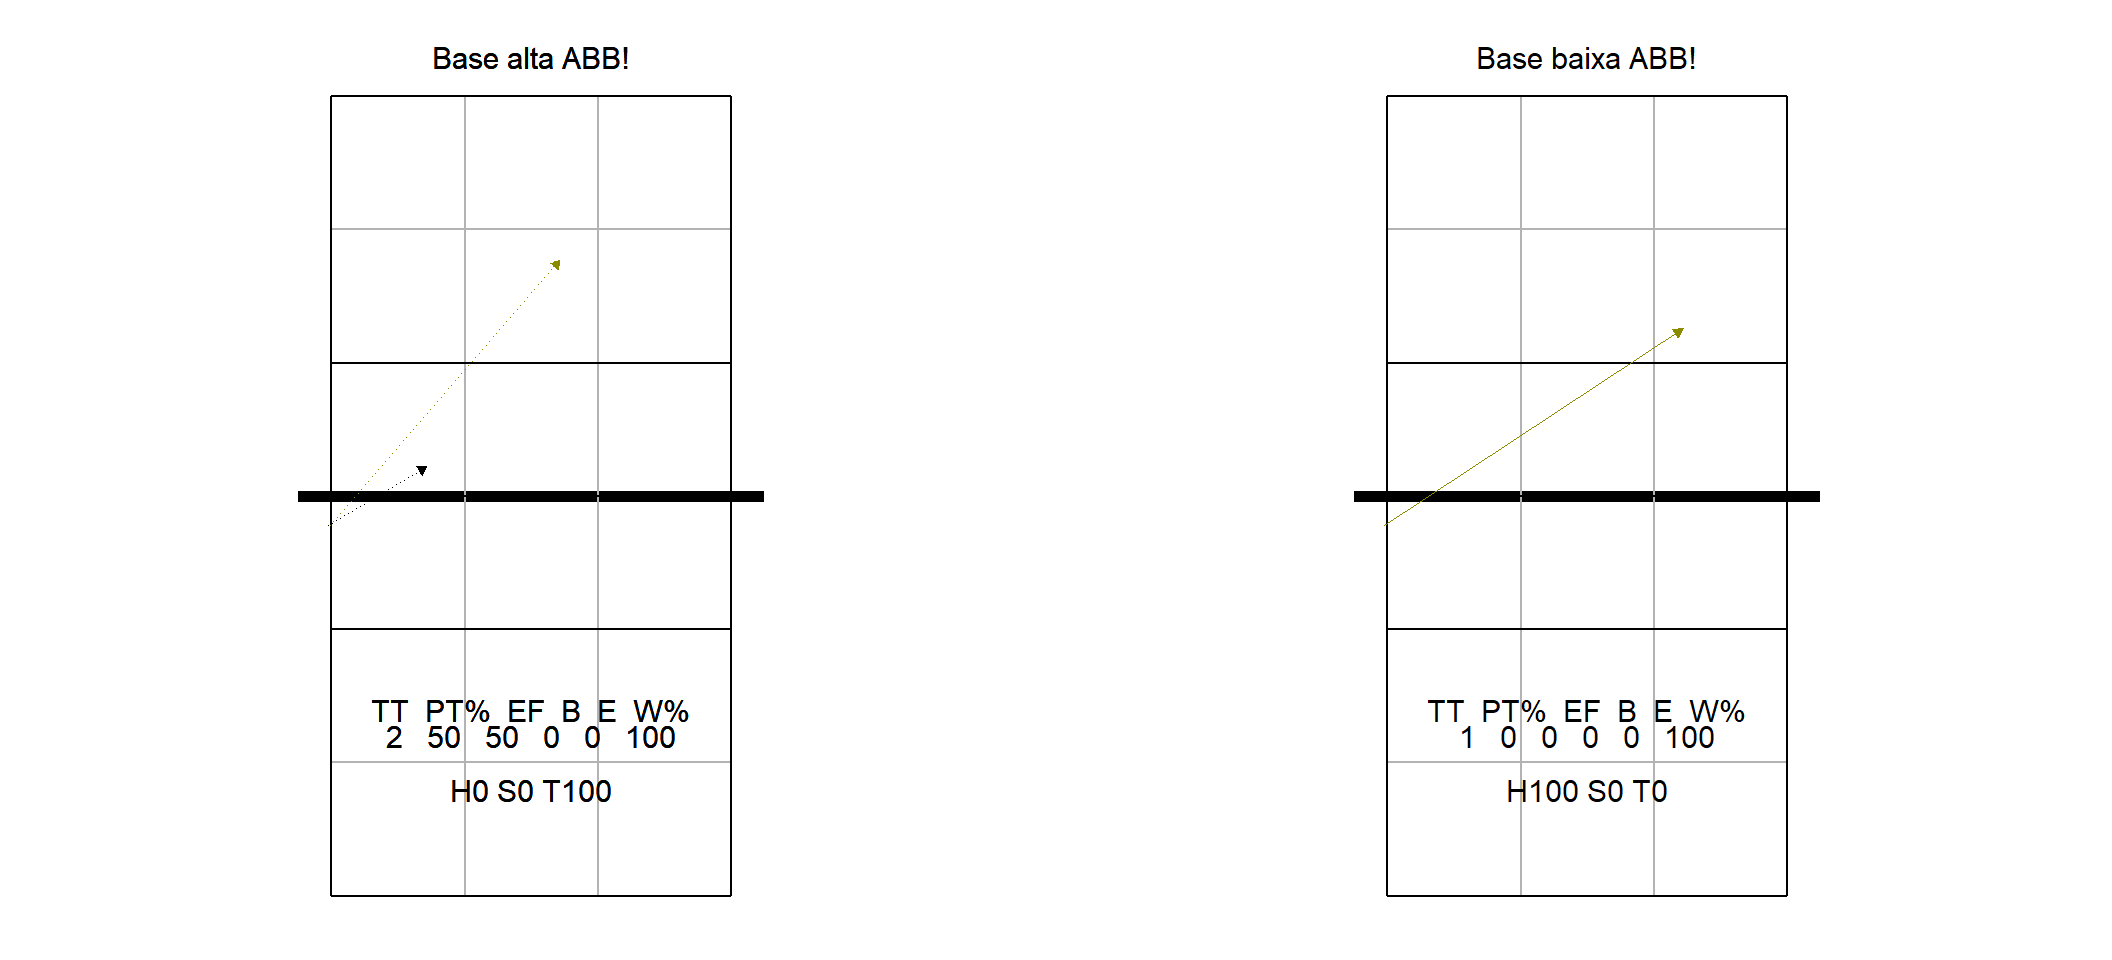 Base alta ABB!
TT PT% EF B E W%
2 50 50 0 0 100
H0 S0 T100
Base baixa ABB!
TT PT% EF B E W%
1 0 0 0 0 100
H100 S0 T0